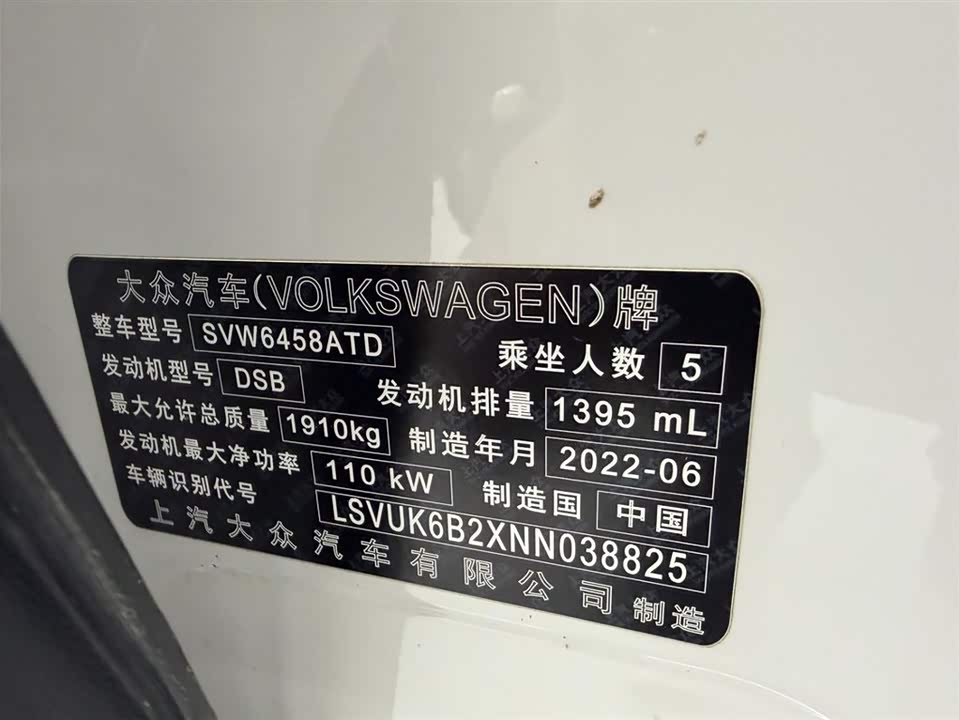 大众汽车(VOLKSWAGEN)牌
整车型号 SVW6458ATD 乘坐人数 5
发动机型号 DSB 发动机排量 1395 mL
最大允许总质量 1910kg 制造年月 2022-06
发动机最大净功率 110 kW 制造国 中国
车辆识别代号 LSVUK6B2XNN038825
上汽大众汽车有限公司制造